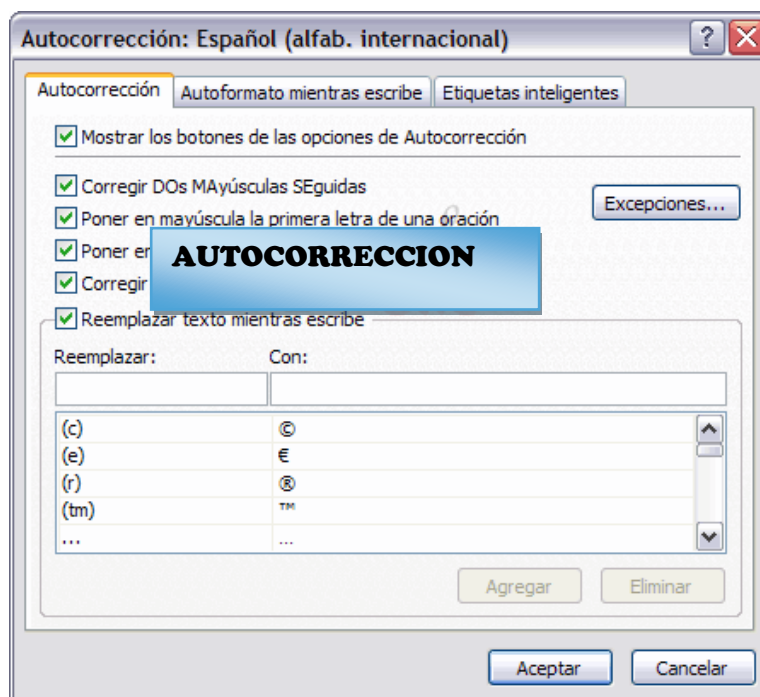 Autocorrección: Español (alfab. internacional)
Autocorrección Autoformato mientras escribe Etiquetas inteligentes
Mostrar los botones de las opciones de Autocorrección
Corregir DOs MAyúsculas SEguidas
Excepciones...
Poner en mayúscula la primera letra de una oración
Poner en
AUTOCORRECCION
Corregir
Reemplazar texto mientras escribe
Reemplazar: Con:
(c) ©
(e) €
(r) ®
(tm) ™
... …
Agregar Eliminar
Aceptar Cancelar